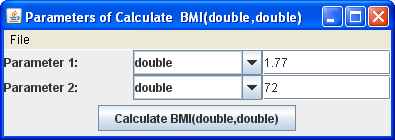 Parameters of Calculate BMI(double,double)
File
Parameter 1: double 1.77
Parameter 2: double 72
Calculate BMI(double,double)